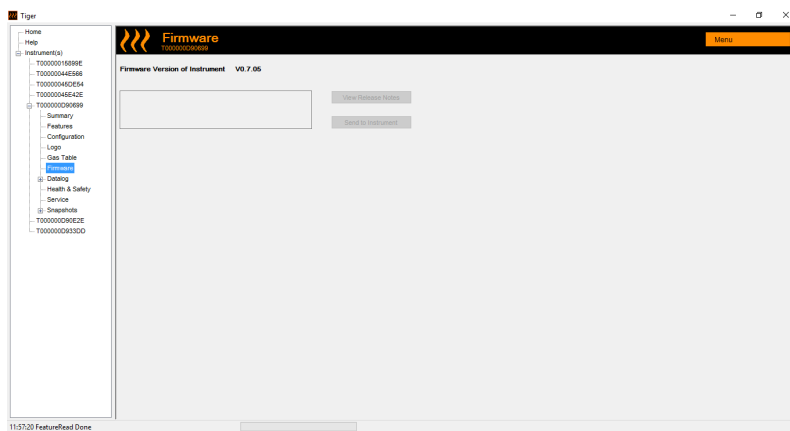 Tiger
Home
Help
Instrument(s)
T00000015899E
T00000044E566
T00000045DE54
T00000045E42E
T000000D90699
Summary
Features
Configuration
Logo
Gas Table
Firmware
Datalog
Health & Safety
Service
Snapshots
T000000D90E2E
T000000D933DD
Firmware
T000000D90699
Menu
Firmware Version of Instrument V0.7.05
View Release Notes
Send to Instrument
11:57:20 FeatureRead Done